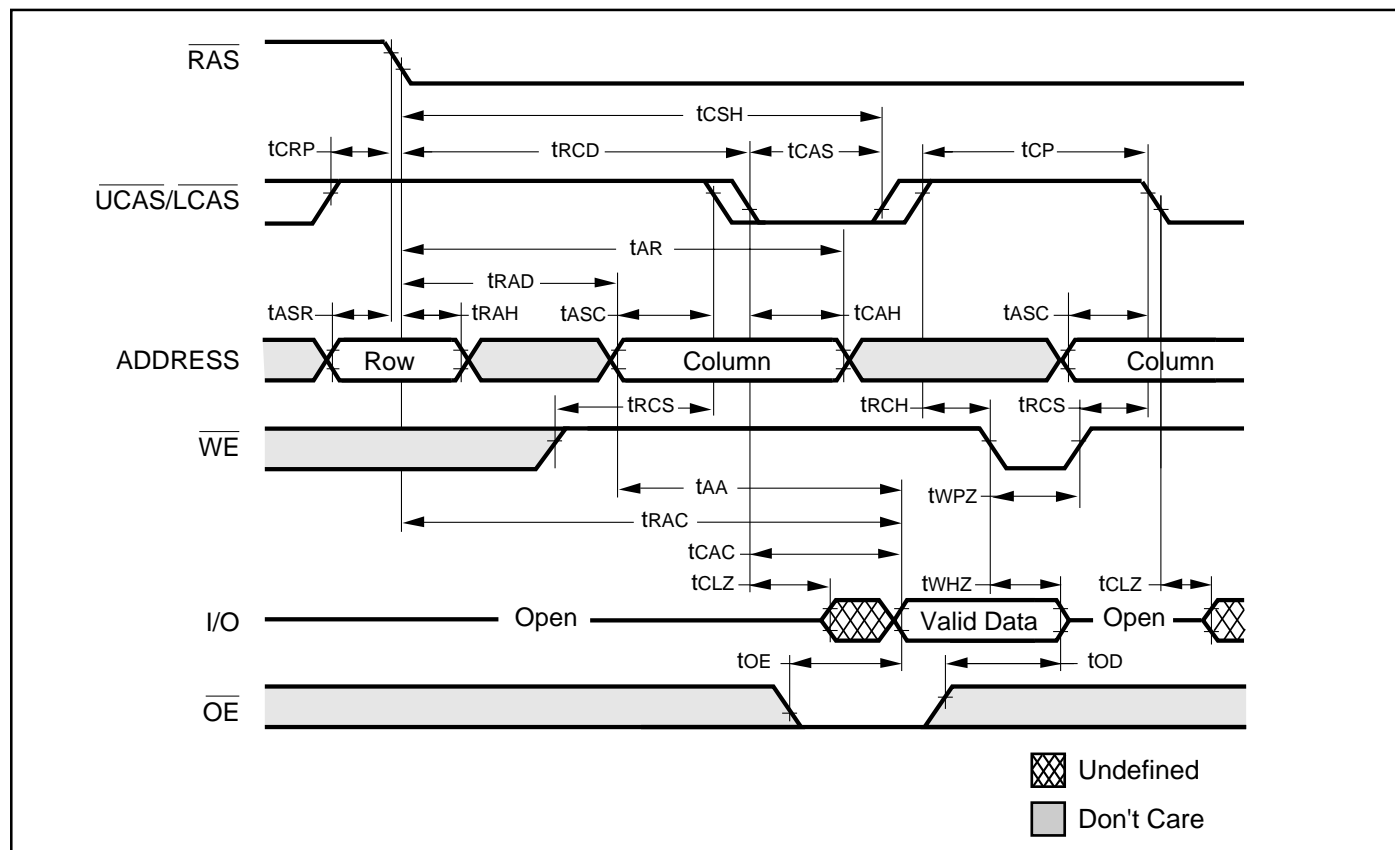 RAS
tCSH
tCRP tRCD tCAS tCP
UCAS/LCAS
tAR
tRAD
tASR tRAH tASC tCAH tASC
ADDRESS Row Column Column
tRCS tRCH tRCS
WE
tAA tWPZ
tRAC
tCAC
tCLZ tWHZ tCLZ
I/O Open Valid Data Open
tOE tOD
OE
Undefined
Don't Care